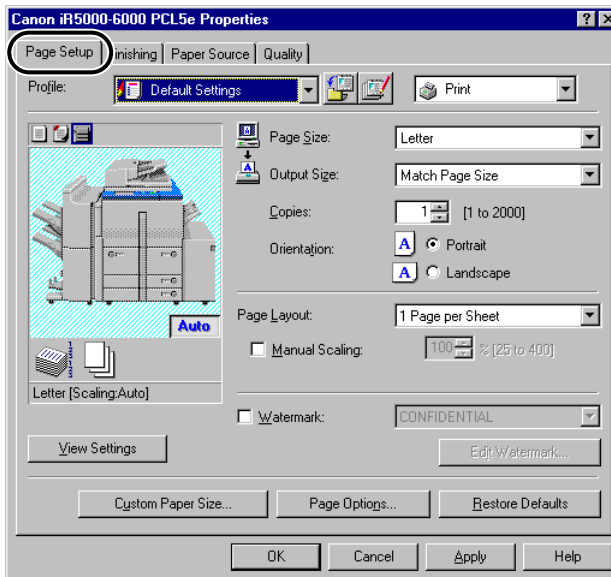 Canon iR5000-6000 PCL5e Properties
Page Setup Finishing Paper Source Quality
Profile: Default Settings Print
Page Size: Letter
Output Size: Match Page Size
Copies: 1 [1 to 2000]
Orientation: A Portrait
A Landscape
Auto
Page Layout: 1 Page per Sheet
Manual Scaling: 100 % [25 to 400]
Letter [Scaling:Auto]
Watermark: CONFIDENTIAL
View Settings Edit Watermark...
Custom Paper Size... Page Options... Restore Defaults
OK Cancel Apply Help